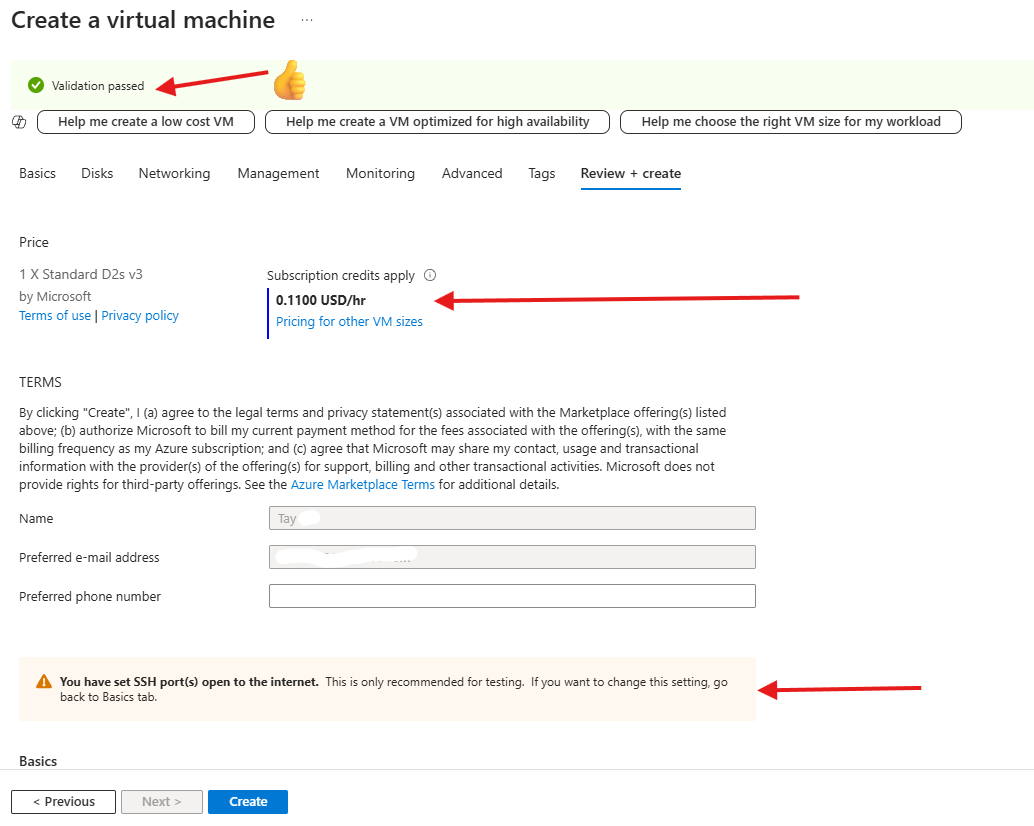 Create a virtual machine ...
Validation passed
Help me create a low cost VM
Help me create a VM optimized for high availability
Help me choose the right VM size for my workload
Basics Disks Networking Management Monitoring Advanced Tags Review + create
Price
1 X Standard D2s v3
by Microsoft
Terms of use | Privacy policy
Subscription credits apply
0.1100 USD/hr
Pricing for other VM sizes
TERMS
By clicking "Create", I (a) agree to the legal terms and privacy statement(s) associated with the Marketplace offering(s) listed
above; (b) authorize Microsoft to bill my current payment method for the fees associated with the offering(s), with the same
billing frequency as my Azure subscription; and (c) agree that Microsoft may share my contact, usage and transactional
information with the provider(s) of the offering(s) for support, billing and other transactional activities. Microsoft does not
provide rights for third-party offerings. See the Azure Marketplace Terms for additional details.
Name
Tay
Preferred e-mail address
Preferred phone number
You have set SSH port(s) open to the internet. This is only recommended for testing. If you want to change this setting, go
back to Basics tab.
Basics
< Previous
Next >
Create